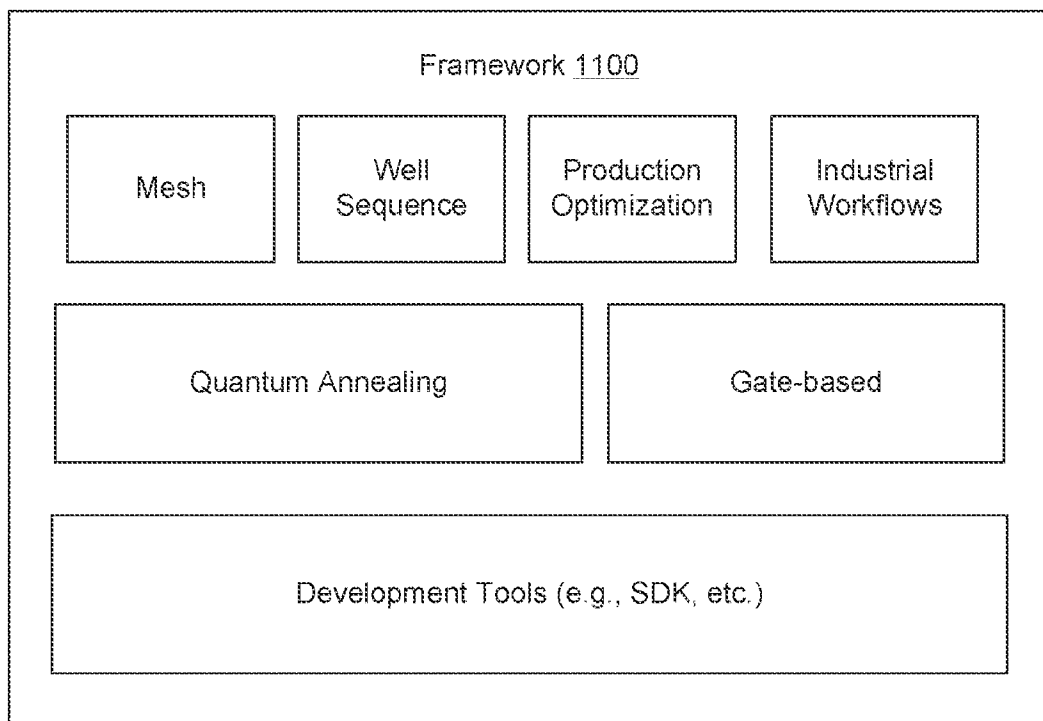 Framework 1100
Mesh
Well
Sequence
Production
Optimization
Industrial
Workflows
Quantum Annealing
Gate-based
Development Tools (e.g., SDK, etc.)